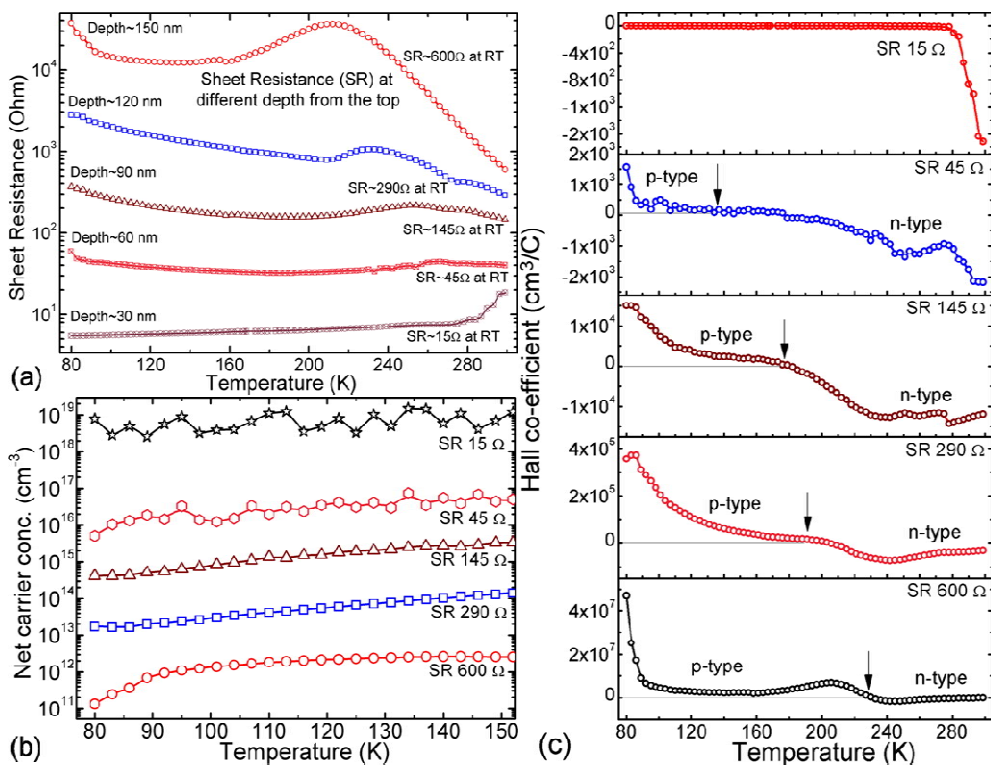 Sheet Resistance (Ohm)
10⁴
10³
10²
10¹
Depth~150 nm
SR~600Ω at RT
Sheet Resistance (SR) at
different depth from the top
Depth~120 nm
SR~290Ω at RT
Depth~90 nm
SR~145Ω at RT
Depth~60 nm
SR~45Ω at RT
Depth~30 nm
SR~15Ω at RT
80 120 160 200 240 280
Temperature (K)
(a)
Net carrier conc. (cm⁻³)
10¹⁹
10¹⁸
10¹⁷
10¹⁶
10¹⁵
10¹⁴
10¹³
10¹²
10¹¹
SR 15 Ω
SR 45 Ω
SR 145 Ω
SR 290 Ω
SR 600 Ω
80 90 100 110 120 130 140 150
Temperature (K)
(b)
Hall co-efficient (cm³/C)
0
-4x10²
-8x10²
-1x10³
-2x10³
SR 15 Ω
2x10³
1x10³
0
-1x10³
-2x10³
SR 45 Ω
p-type
n-type
1x10⁴
0
-1x10⁴
SR 145 Ω
p-type
n-type
4x10⁵
2x10⁵
0
SR 290 Ω
p-type
n-type
4x10⁷
2x10⁷
0
SR 600 Ω
p-type
n-type
80 120 160 200 240 280
Temperature (K)
(c)